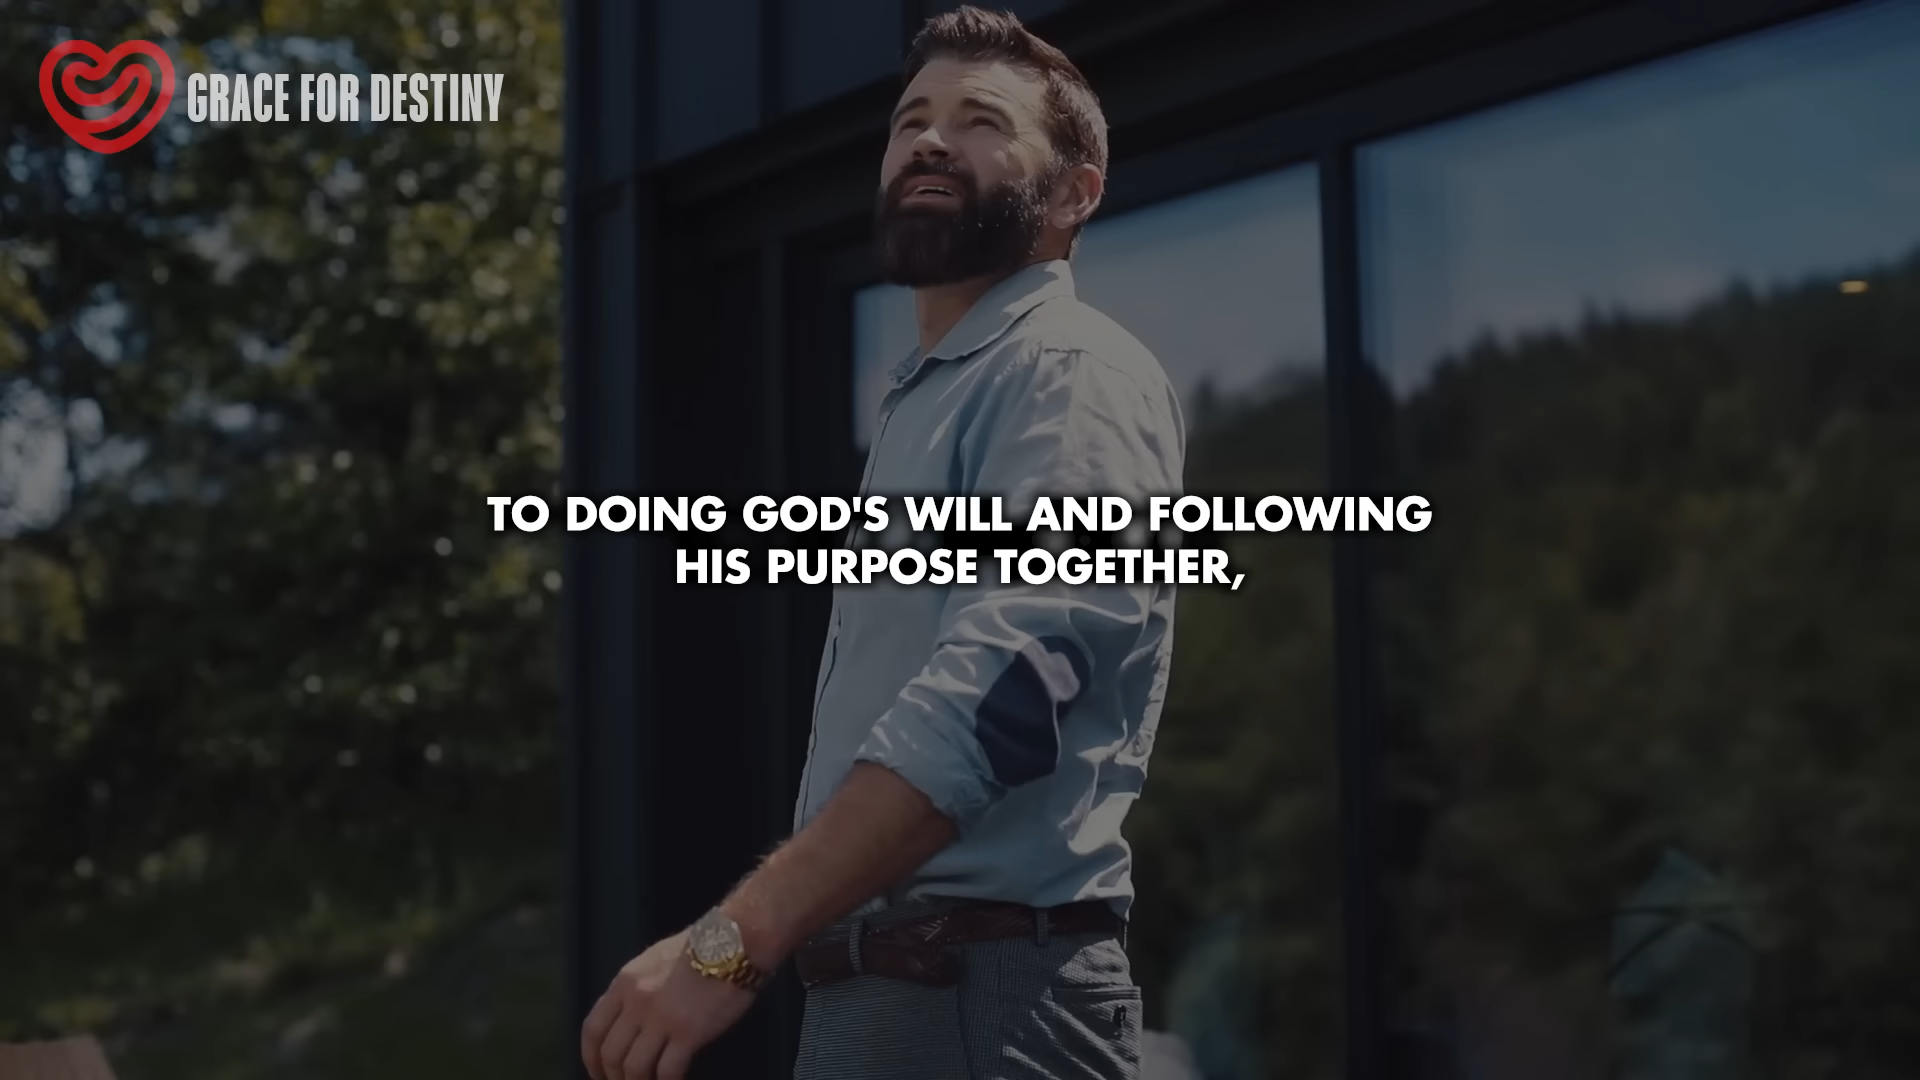 GRACE FOR DESTINY
TO DOING GOD'S WILL AND FOLLOWING
HIS PURPOSE TOGETHER,